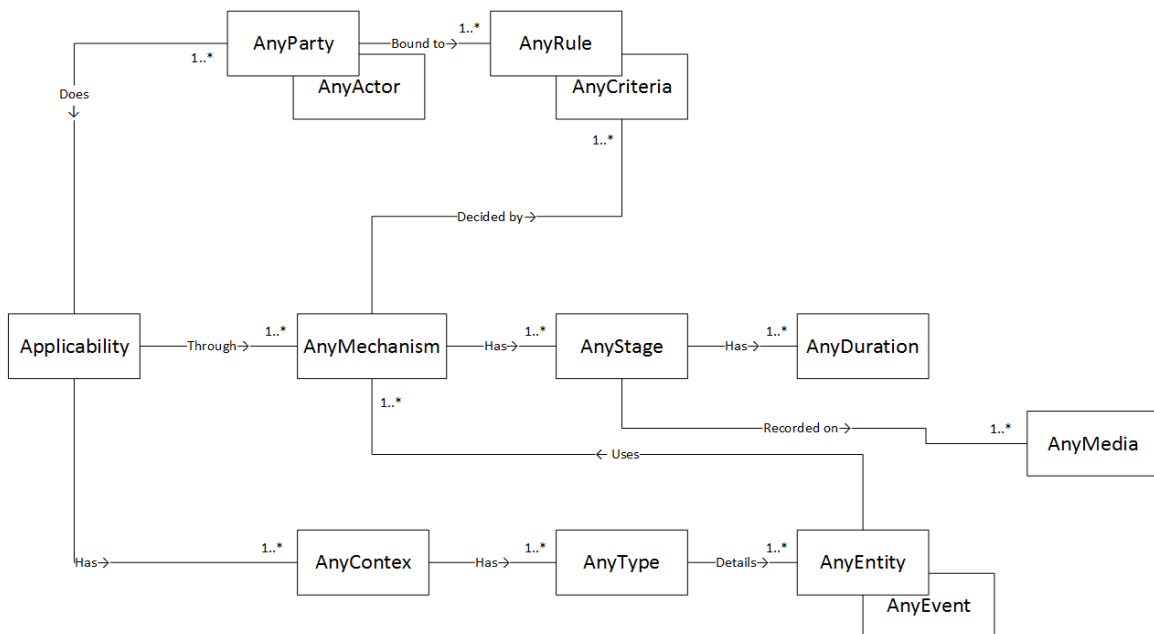 AnyParty
1..*
Bound to
1..*
AnyRule
AnyActor
AnyCriteria
Does
1..*
Decided by
Applicability
Through
1..*
AnyMechanism
Has
1..*
AnyStage
Has
1..*
AnyDuration
1..*
Recorded on
1..*
AnyMedia
Uses
Has
1..*
AnyContex
Has
1..*
AnyType
Details
1..*
AnyEntity
AnyEvent